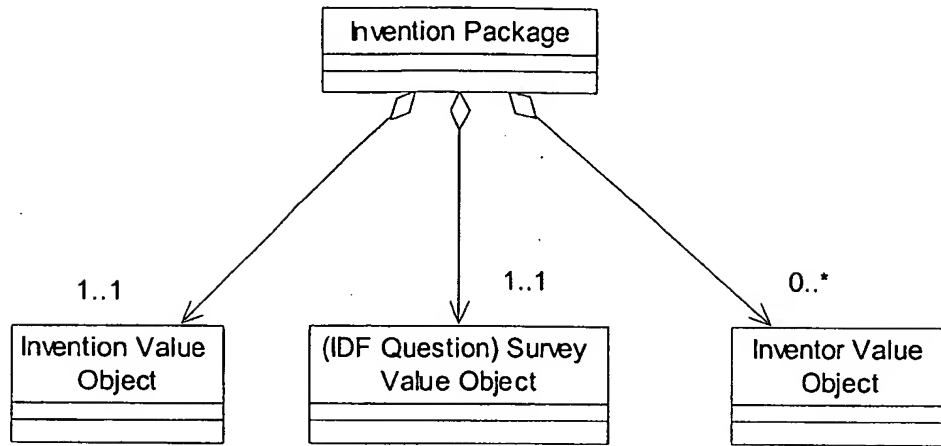 Invention Package
1..1
1..1
0..*
Invention Value
Object
(IDF Question) Survey
Value Object
Inventor Value
Object